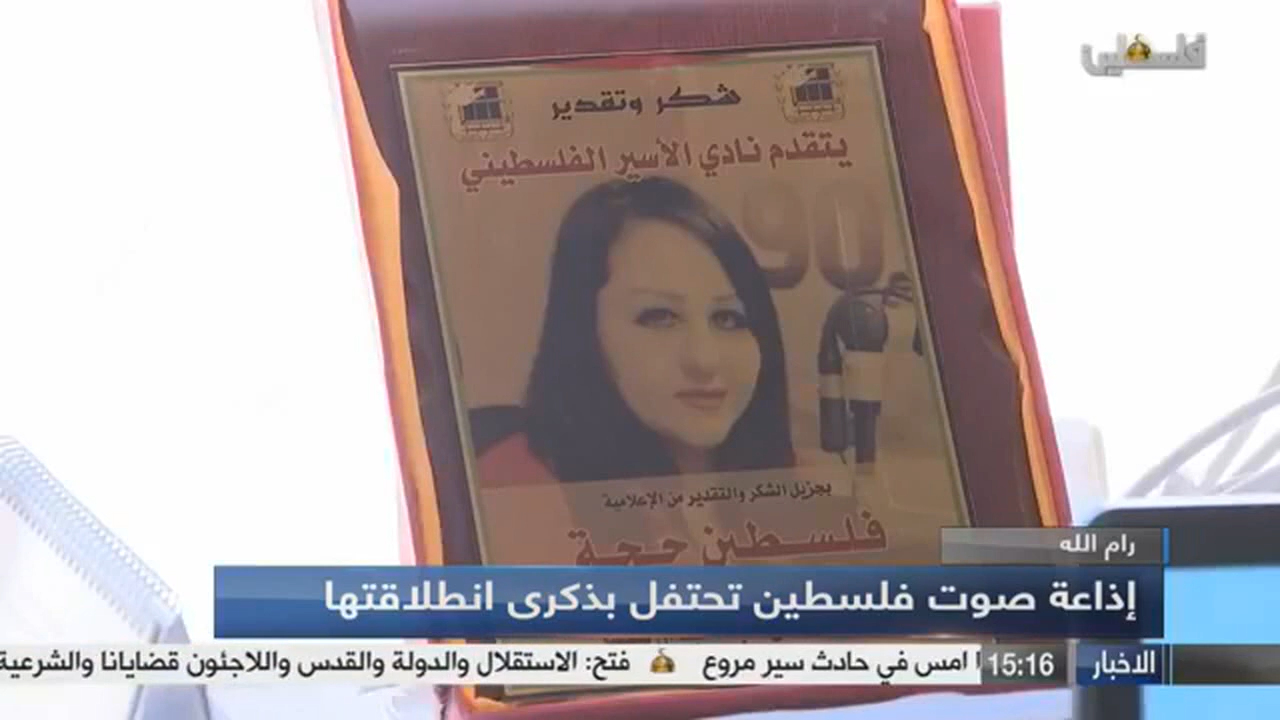 فلسطين
شكر وتقدير
يتقدم نادي الأسير الفلسطيني
90
بجزيل الشكر والتقدير من الإعلامية
فلسطين حجة
رام الله
إذاعة صوت فلسطين تحتفل بذكرى انطلاقتها
الاخبار 15:16 امس في حادث سير مروع فتح: الاستقلال والدولة والقدس واللاجئون قضايانا والشرعية